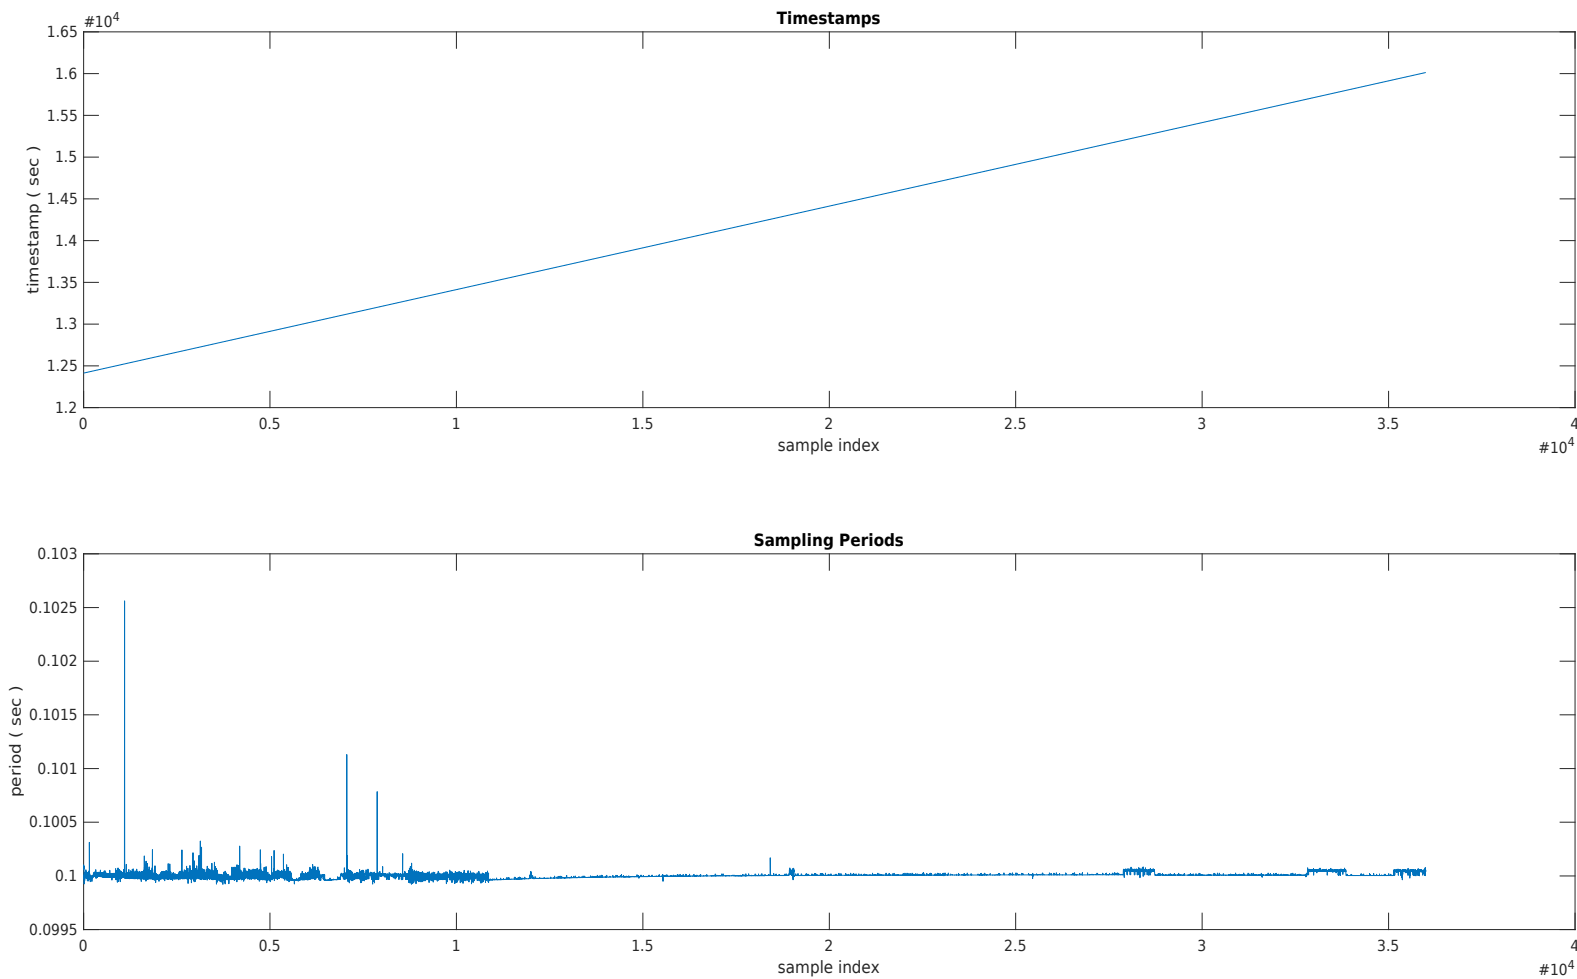 Timestamps
#10^4
1.65
1.6
1.55
1.5
1.45
1.4
1.35
1.3
1.25
1.2
timestamp ( sec )
0 0.5 1 1.5 2 2.5 3 3.5 4
sample index
#10^4
Sampling Periods
0.103
0.1025
0.102
0.1015
0.101
0.1005
0.1
0.0995
period ( sec )
0 0.5 1 1.5 2 2.5 3 3.5 4
sample index
#10^4